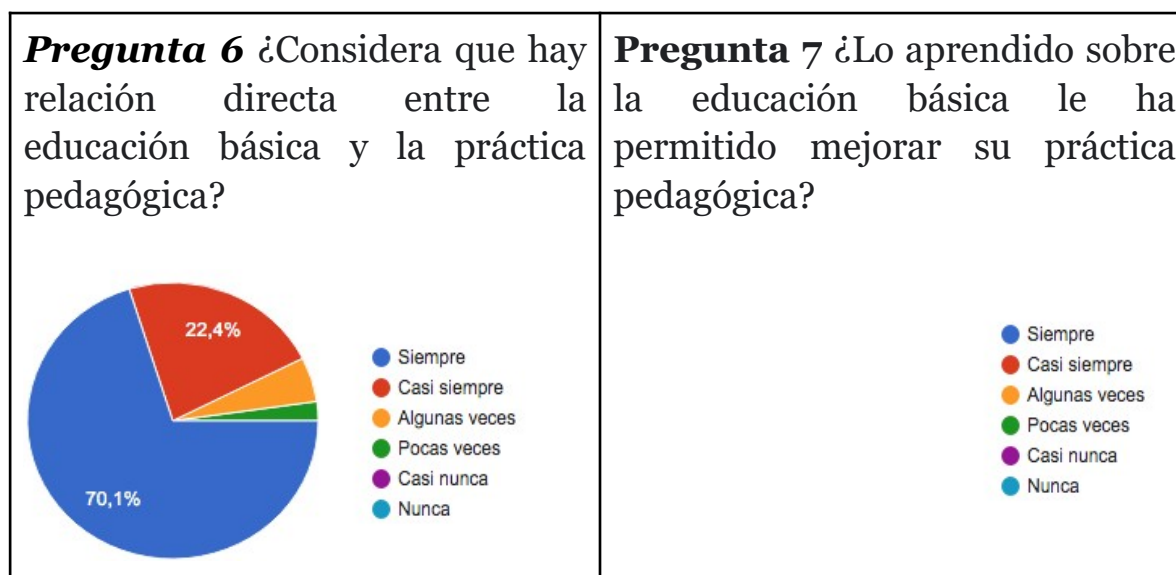 Pregunta 6 ¿Considera que hay
relación directa entre la
educación básica y la práctica
pedagógica?
22,4%
70,1%
Siempre
Casi siempre
Algunas veces
Pocas veces
Casi nunca
Nunca
Pregunta 7 ¿Lo aprendido sobre
la educación básica le ha
permitido mejorar su práctica
pedagógica?
Siempre
Casi siempre
Algunas veces
Pocas veces
Casi nunca
Nunca